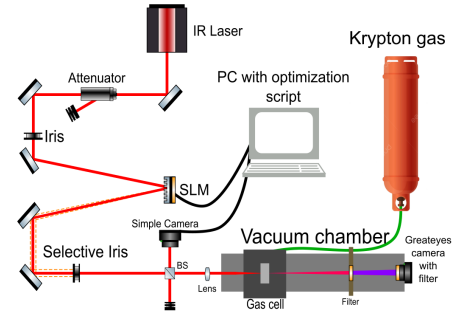 IR Laser
Krypton gas
Attenuator
PC with optimization
script
Iris
SLM
Simple Camera
Vacuum chamber
Greateyes
camera
with
filter
Selective Iris
BS
Lens
Gas cell
Filter